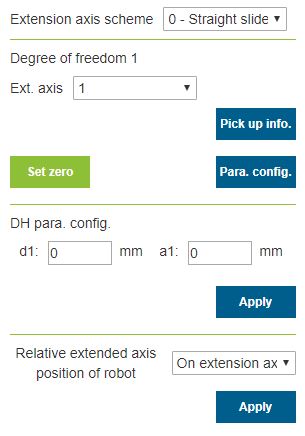 Extension axis scheme 0 - Straight slide
Degree of freedom 1
Ext. axis 1
Pick up info.
Set zero Para. config.
DH para. config.
d1: 0 mm a1: 0 mm
Apply
Relative extended axis
position of robot On extension ax
Apply